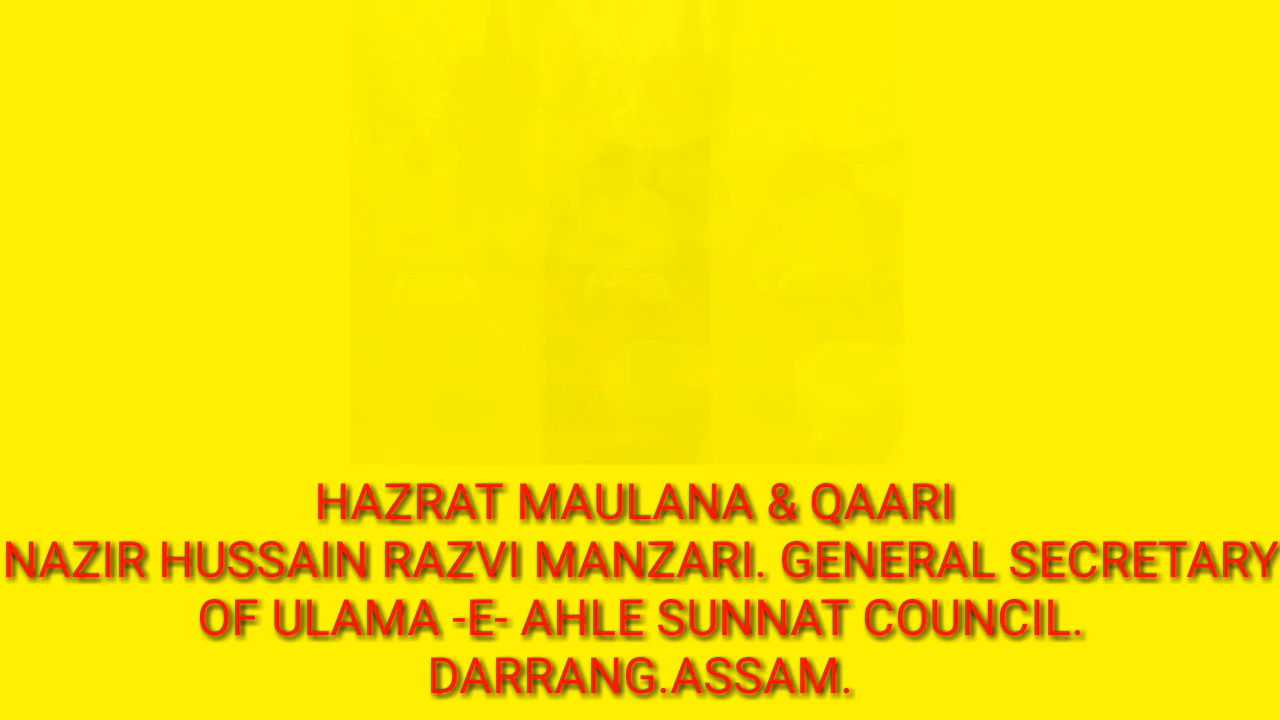 HAZRAT MAULANA & QAARI
NAZIR HUSSAIN RAZVI MANZARI. GENERAL SECRETARY
OF ULAMA -E- AHLE SUNNAT COUNCIL.
DARRANG.ASSAM.